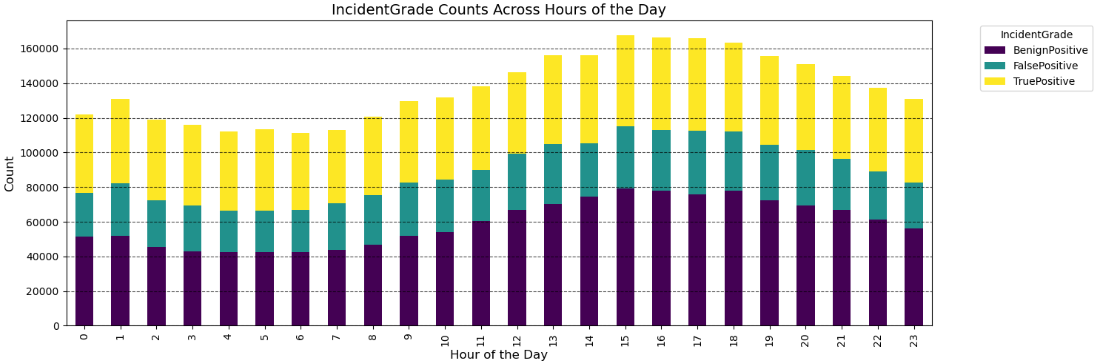 IncidentGrade Counts Across Hours of the Day
IncidentGrade
BenignPositive
FalsePositive
TruePositive
160000
140000
120000
100000
80000
60000
40000
20000
0
Count
0 1 2 3 4 5 6 7 8 9 10 11 12 13 14 15 16 17 18 19 20 21 22 23
Hour of the Day